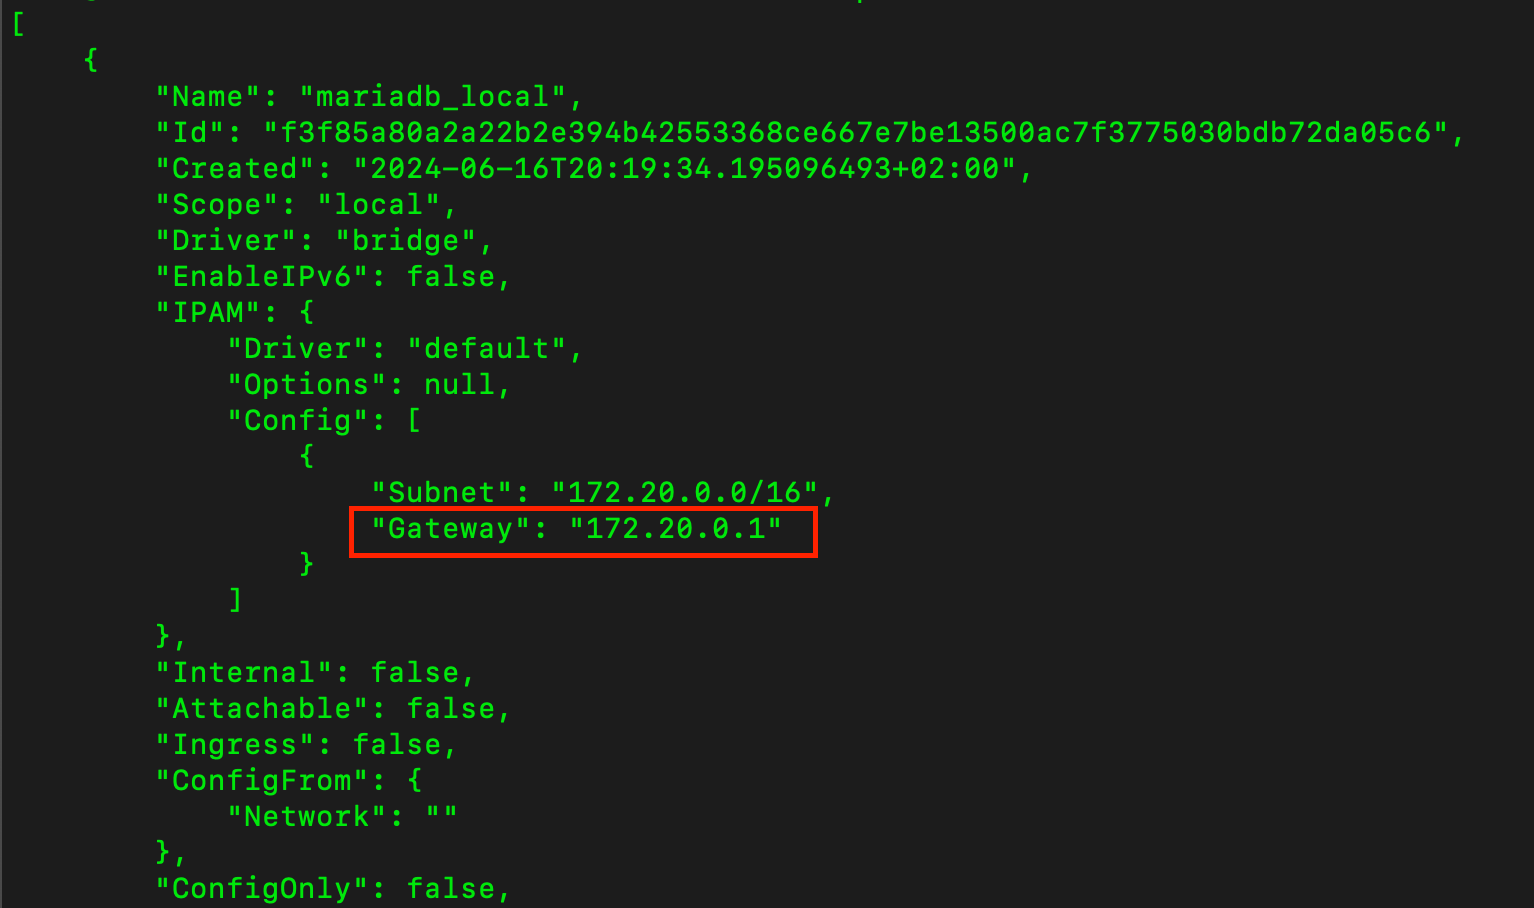 [
{
"Name": "mariadb_local",
"Id": "f3f85a80a2a22b2e394b42553368ce667e7be13500ac7f3775030bdb72da05c6",
"Created": "2024-06-16T20:19:34.195096493+02:00",
"Scope": "local",
"Driver": "bridge",
"EnableIPv6": false,
"IPAM": {
"Driver": "default",
"Options": null,
"Config": [
{
"Subnet": "172.20.0.0/16",
"Gateway": "172.20.0.1"
}
]
},
"Internal": false,
"Attachable": false,
"Ingress": false,
"ConfigFrom": {
"Network": ""
},
"ConfigOnly": false,